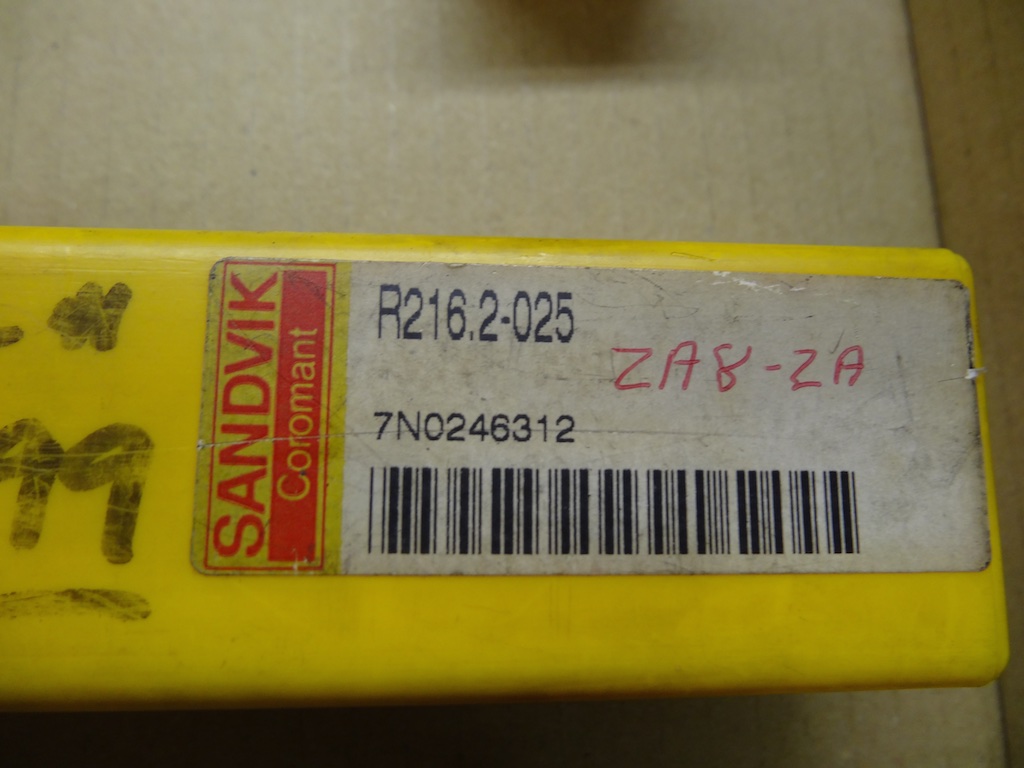 SANDVIK
Coromant
R216.2-025
ZA8-ZA
7N0246312